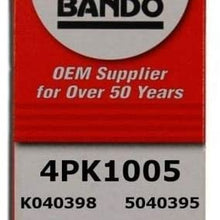 BANDO
OEM Supplier
for Over 50 Years
4PK1005
K040398 5040395